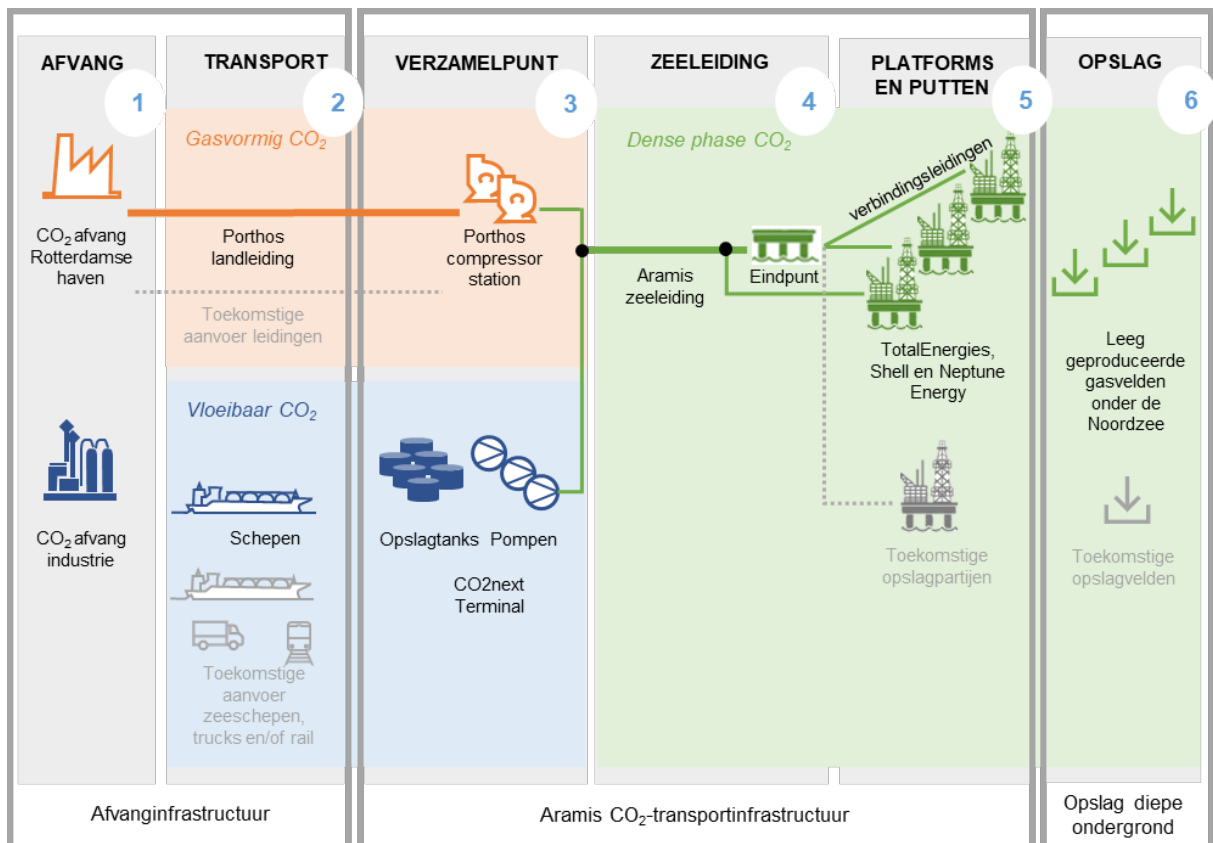 AFVANG
1
TRANSPORT
2
VERZAMELPUNT
3
ZEELEIDING
4
PLATFORMS
EN PUTTEN
5
OPSLAG
6
Gasvormig CO₂
Dense phase CO₂
verbindingsleidingen
CO₂ afvang
Rotterdamse
haven
Porthos
landleiding
Porthos
compressor
station
Aramis
zeeleiding
Eindpunt
Toekomstige
aanvoer leidingen
TotalEnergies,
Shell en Neptune
Energy
Leeg
geproduceerde
gasvelden
onder de
Noordzee
Vloeibaar CO₂
CO₂ afvang
industrie
Schepen
Opslagtanks
Pompen
CO2next
Terminal
Toekomstige
opslagpartijen
Toekomstige
opslagvelden
Toekomstige
aanvoer
zeeschepen,
trucks en/of rail
Afvanginfrastructuur
Aramis CO₂-transportinfrastructuur
Opslag diepe
ondergrond